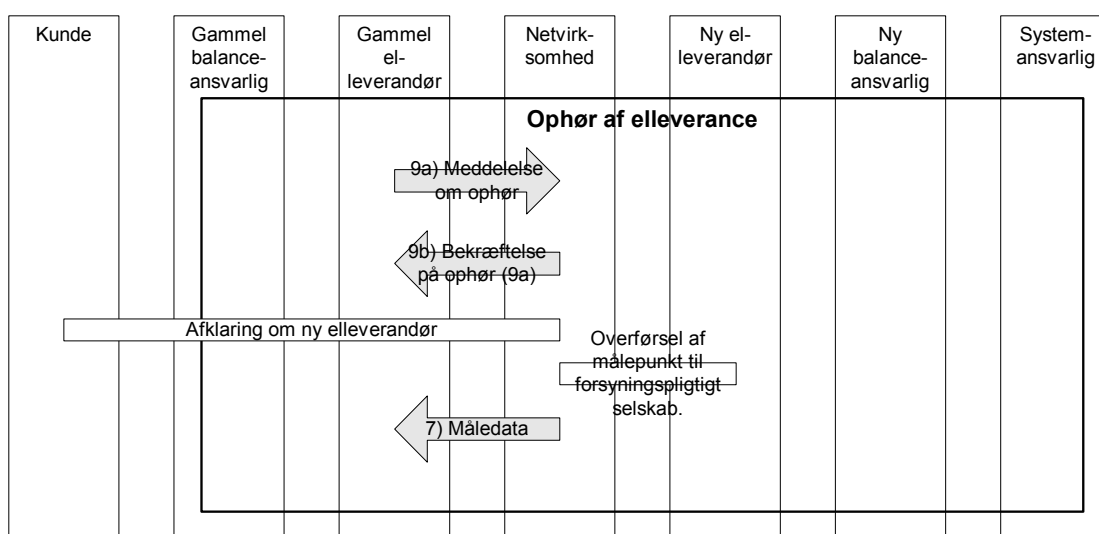 Kunde
Gammel
balance-
ansvarlig
Gammel
el-
leverandør
Netvirk-
somhed
Ny el-
leverandør
Ny
balance-
ansvarlig
System-
ansvarlig
Ophør af elleverance
9a) Meddelelse
om ophør
9b) Bekræftelse
på ophør (9a)
Afklaring om ny elleverandør
Overførsel af
målepunkt til
forsyningspligtigt
selskab.
7) Måledata